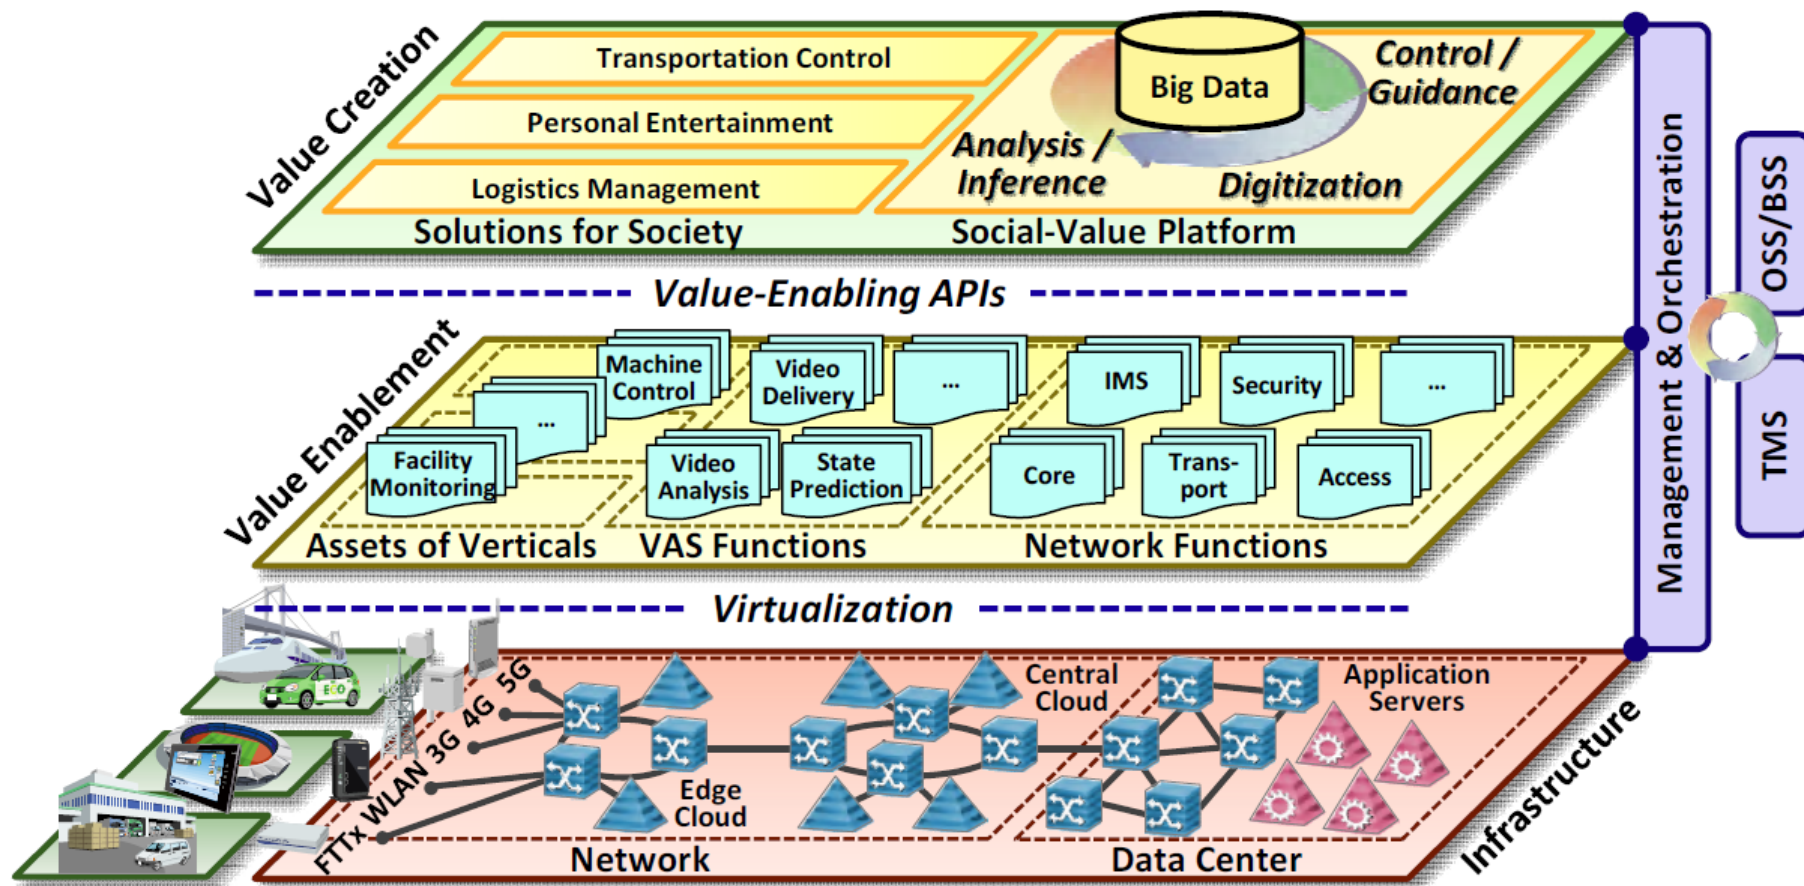 Value Creation
Transportation Control
Personal Entertainment
Logistics Management
Solutions for Society
Big Data
Control /
Guidance
Analysis /
Inference
Digitization
Social-Value Platform
Value-Enabling APIs
Value Enablement
Machine
Control
...
Facility
Monitoring
Assets of Verticals
Video
Delivery
...
Video
Analysis
State
Prediction
VAS Functions
IMS
Security
...
Core
Trans-
port
Access
Network Functions
Virtualization
Infrastructure
5G
4G
3G
WLAN
FTTx
ECO
Edge
Cloud
Central
Cloud
Network
Application
Servers
Data Center
Management & Orchestration
OSS/BSS
TMS